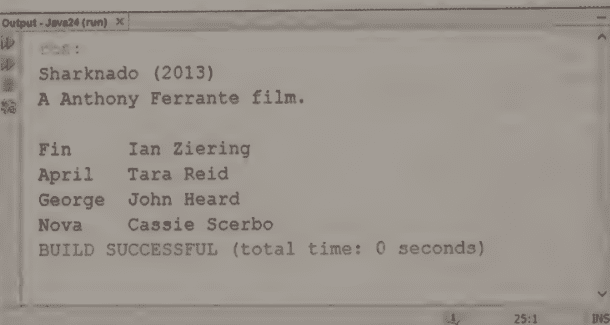 Output - Java24 (run) ×
run:
Sharknado (2013)
A Anthony Ferrante film.
Fin Ian Ziering
April Tara Reid
George John Heard
Nova Cassie Scerbo
BUILD SUCCESSFUL (total time: 0 seconds)
25:1 INS